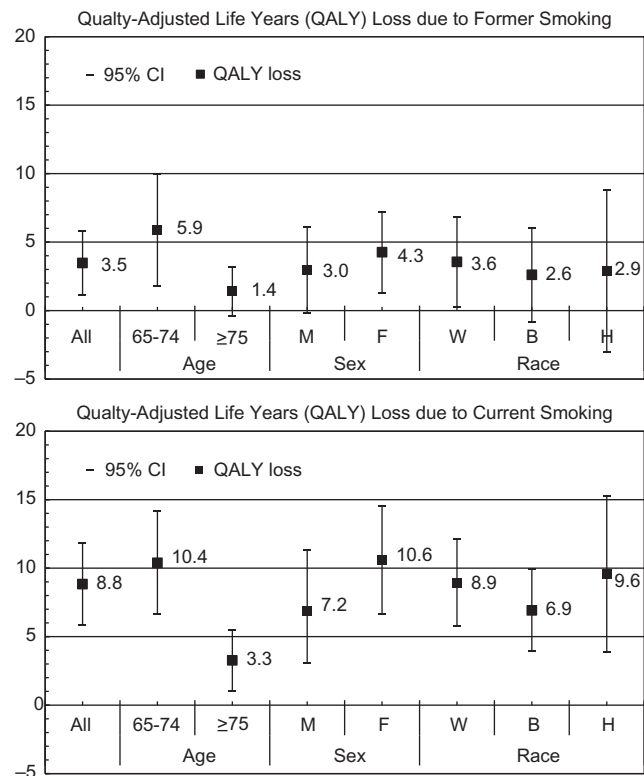 Qualty-Adjusted Life Years (QALY) Loss due to Former Smoking
20
– 95% CI ■ QALY loss
15
10
5
3.5 5.9 1.4 3.0 4.3 3.6 2.6 2.9
0
All 65-74 ≥75 M F W B H
Age Sex Race
–5
Qualty-Adjusted Life Years (QALY) Loss due to Current Smoking
20
– 95% CI ■ QALY loss
15
10
8.8 10.4 3.3 7.2 10.6 8.9 6.9 9.6
5
0
All 65-74 ≥75 M F W B H
Age Sex Race
–5